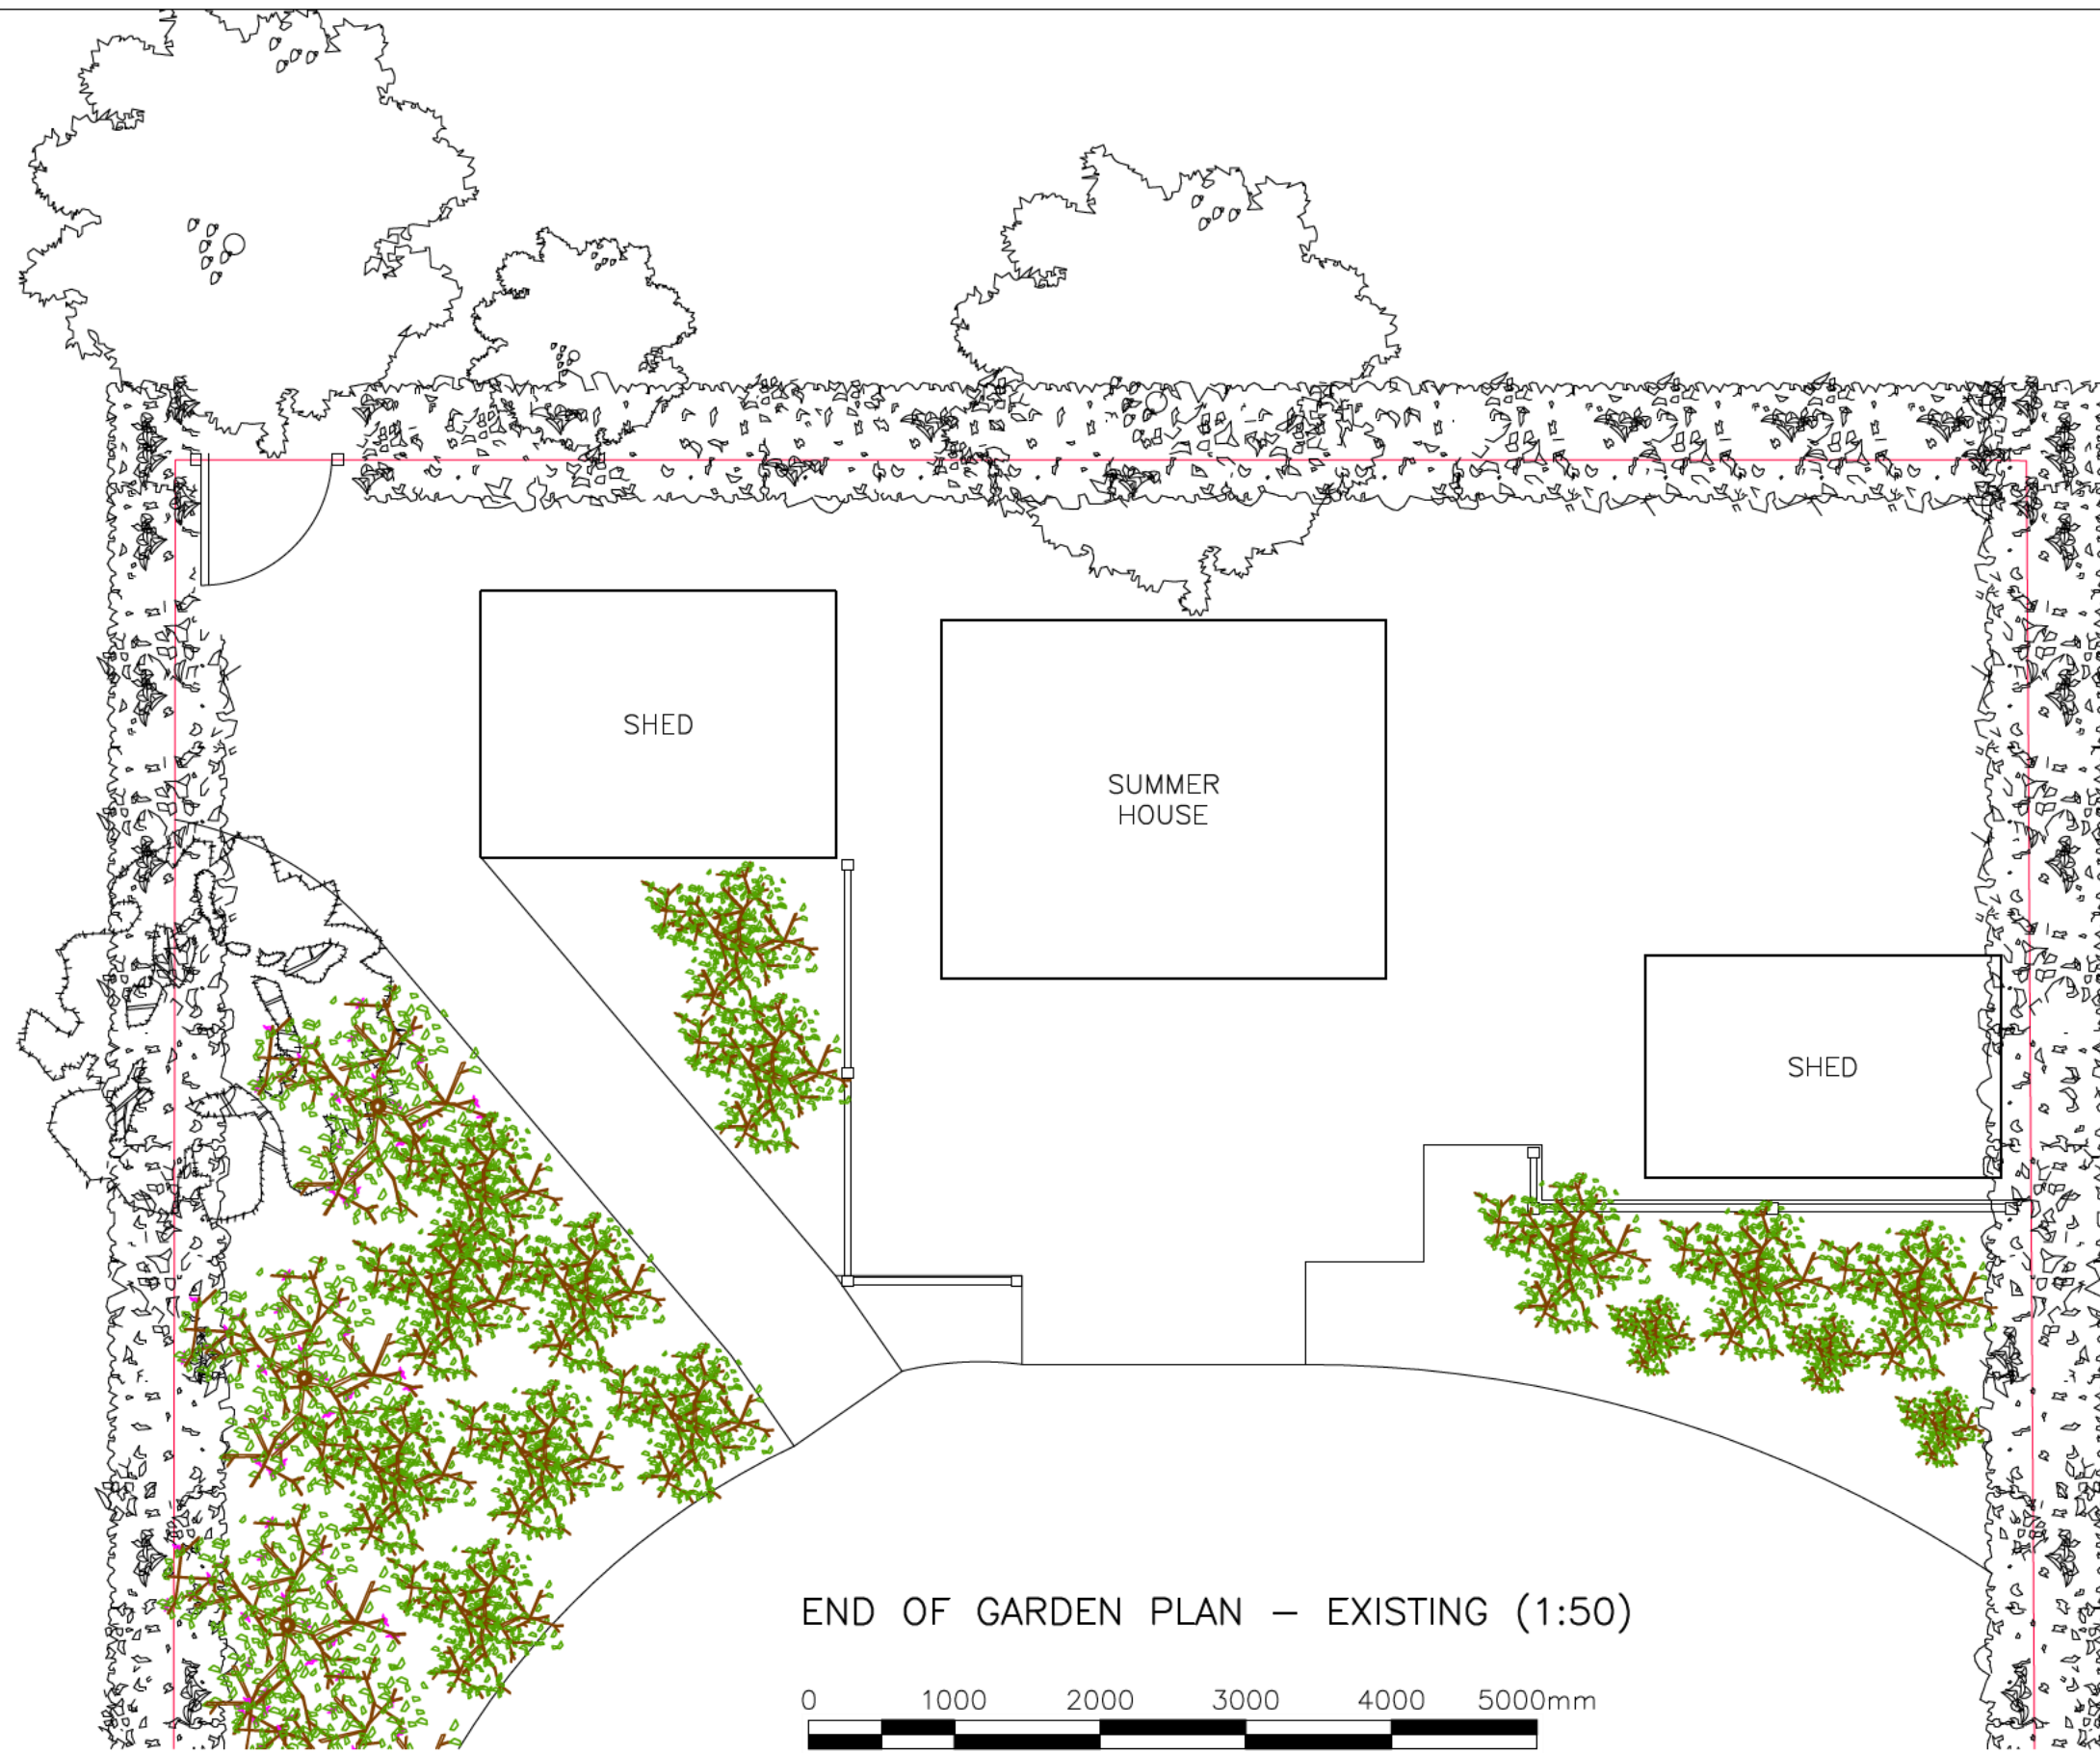 SHED
SUMMER
HOUSE
SHED
END OF GARDEN PLAN – EXISTING (1:50)
0 1000 2000 3000 4000 5000mm